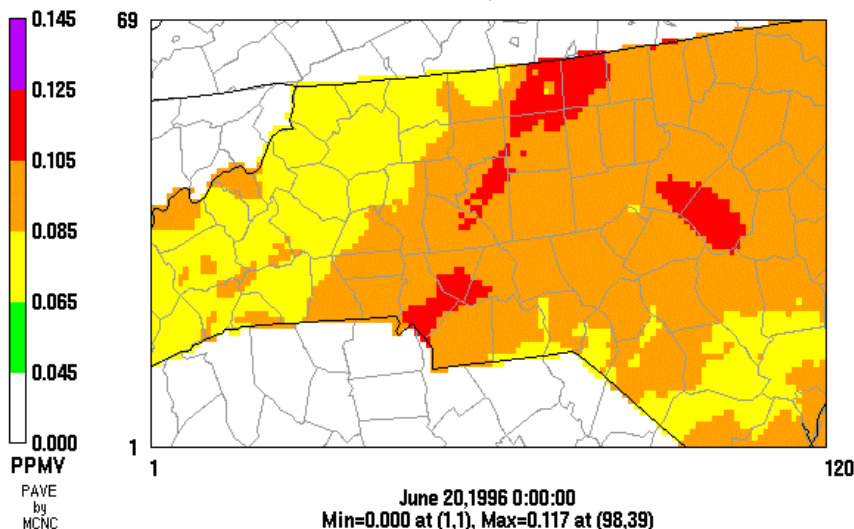 69
0.145
0.125
0.105
0.085
0.065
0.045
0.000
PPMV
PAVE
by
MCNC
1
1
120
June 20,1996 0:00:00
Min=0.000 at (1,1), Max=0.117 at (98,39)